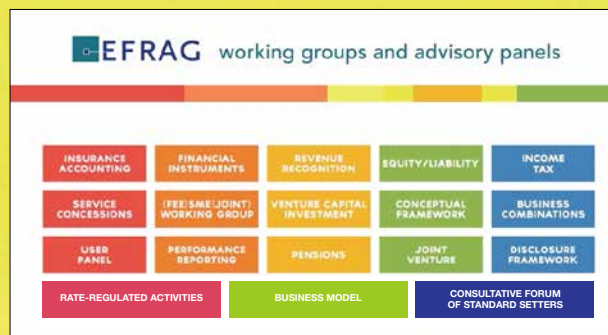 EFRAG working groups and advisory panels
INSURANCE ACCOUNTING
FINANCIAL INSTRUMENTS
REVENUE RECOGNITION
EQUITY/LIABILITY
INCOME TAX
SERVICE CONCESSIONS
(FEE)SME(JOINT) WORKING GROUP
VENTURE CAPITAL INVESTMENT
CONCEPTUAL FRAMEWORK
BUSINESS COMBINATIONS
USER PANEL
PERFORMANCE REPORTING
PENSIONS
JOINT VENTURE
DISCLOSURE FRAMEWORK
RATE-REGULATED ACTIVITIES
BUSINESS MODEL
CONSULTATIVE FORUM
OF STANDARD SETTERS